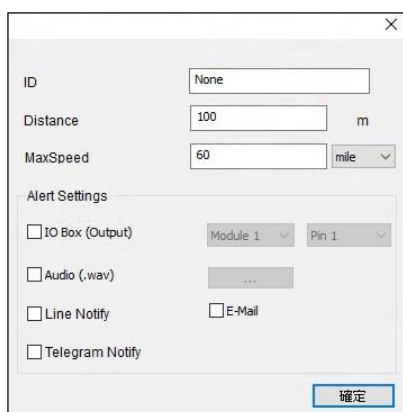 ID None
Distance 100 m
MaxSpeed 60 mile
Alert Settings
IO Box (Output) Module 1 Pin 1
Audio (.wav) ...
Line Notify E-Mail
Telegram Notify
確定